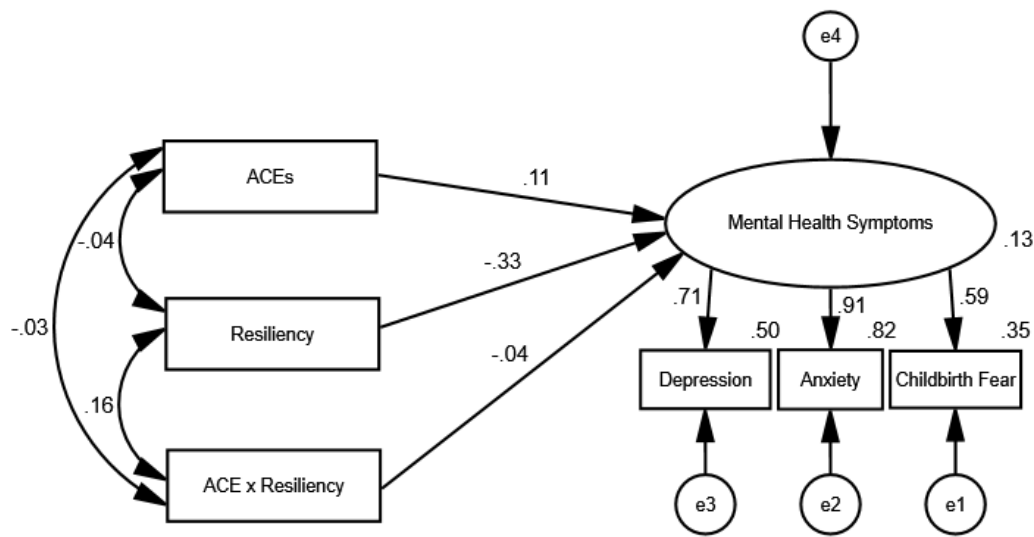 e4
ACEs
.11
Mental Health Symptoms
-.04
.13
-.33
Resiliency
-.03
-.04
.71
.91
.59
.50
.82
.35
Depression
Anxiety
Childbirth Fear
.16
ACE x Resiliency
e3
e2
e1